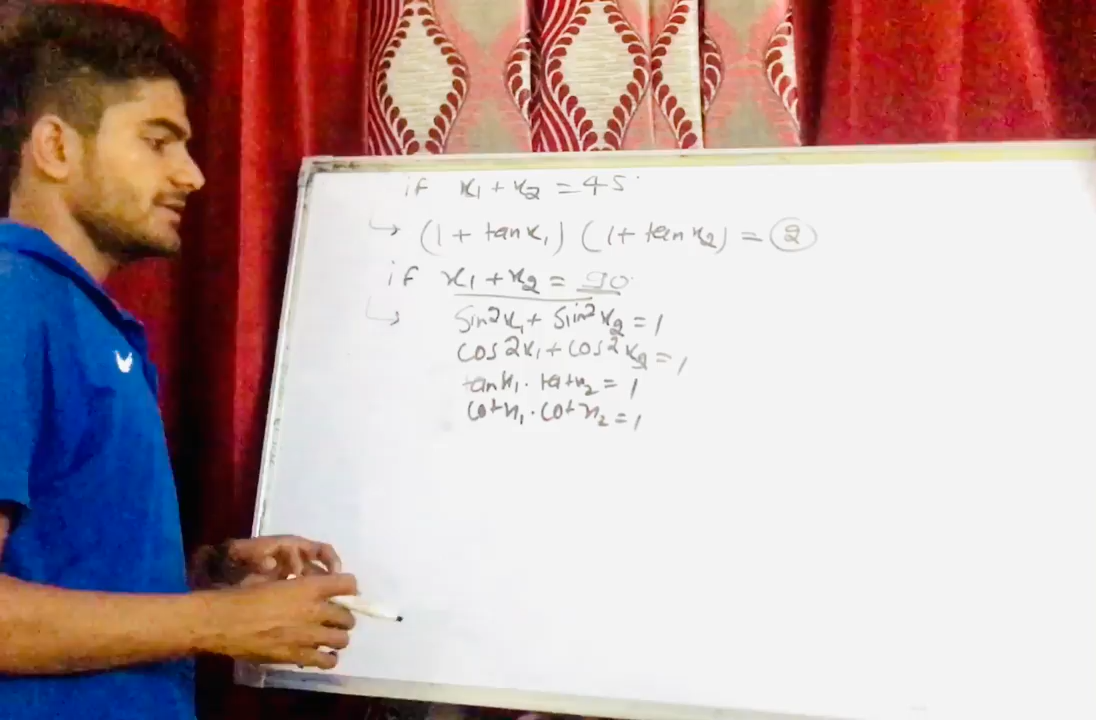 if x₁ + x₂ = 45°
↳ (1 + tan x₁) (1 + tan x₂) = 2
if x₁ + x₂ = 90°
↳ Sin²x₁ + Sin²x₂ = 1
cos²x₁ + cos²x₂ = 1
tan x₁ · tan x₂ = 1
cot x₁ · cot x₂ = 1